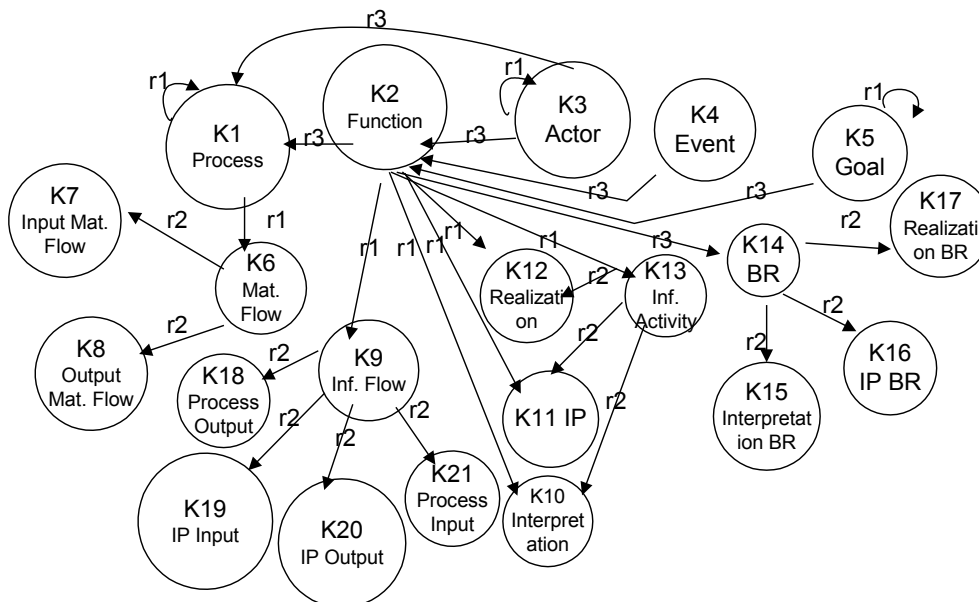 r3
r1
K1
Process
r3
K2
Function
r1
K3
Actor
r3
K4
Event
r3
r1
K5
Goal
r3
K7
Input Mat.
Flow
r2
r1
K6
Mat.
Flow
r2
K8
Output
Mat. Flow
r1
r1
r1
r1
r1
r3
K12
Realizati
on
r2
K13
Inf.
Activity
K14
BR
r2
K17
Realizati
on BR
r2
K18
Process
Output
r2
K9
Inf. Flow
r2
r2
r2
K11 IP
r2
r2
r2
K16
IP BR
K15
Interpretat
ion BR
K19
IP Input
K20
IP Output
K21
Process
Input
K10
Interpret
ation